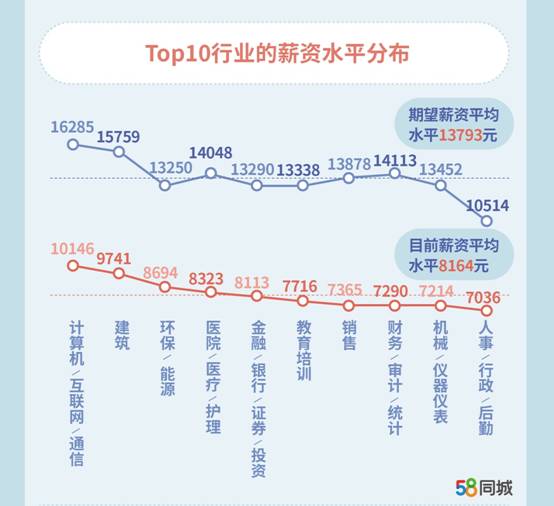 Top10行业的薪资水平分布
期望薪资平均
水平13793元
16285
15759
13250
14048
13290
13338
13878
14113
13452
10514
目前薪资平均
水平8164元
10146
9741
8694
8323
8113
7716
7365
7290
7214
7036
计算机/互联网/通信
建筑
环保/能源
医院/医疗/护理
金融/银行/证券/投资
教育培训
销售
财务/审计/统计
机械/仪器仪表
人事/行政/后勤
58同城